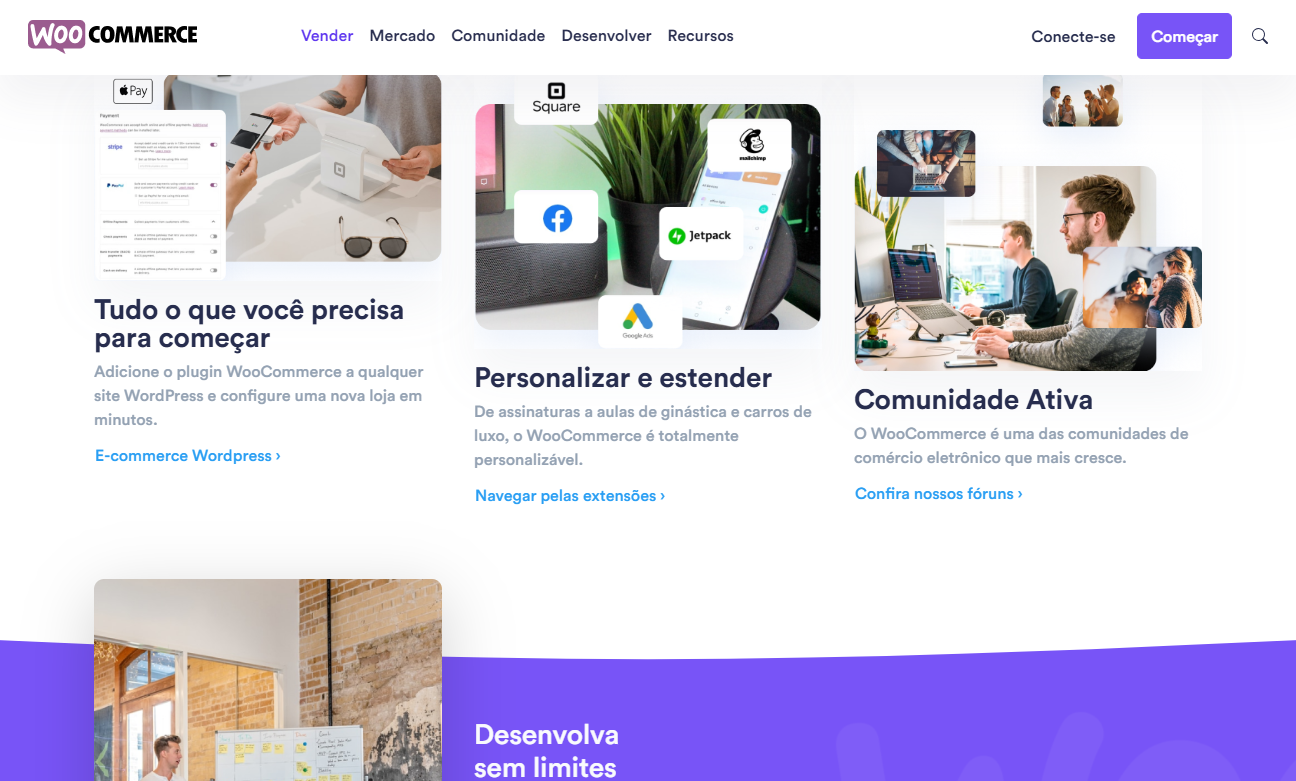 WOO COMMERCE
Vender
Mercado
Comunidade
Desenvolver
Recursos
Conecte-se
Começar
Pay
Payment
stripe
PayPal
Square
mailchimp
Jetpack
Google Ads
Tudo o que você precisa
para começar
Adicione o plugin WooCommerce a qualquer
site WordPress e configure uma nova loja em
minutos.
E-commerce Wordpress ›
Personalizar e estender
De assinaturas a aulas de ginástica e carros de
luxo, o WooCommerce é totalmente
personalizável.
Navegar pelas extensões ›
Comunidade Ativa
O WooCommerce é uma das comunidades de
comércio eletrônico que mais cresce.
Confira nossos fóruns ›
Desenvolva
sem limites